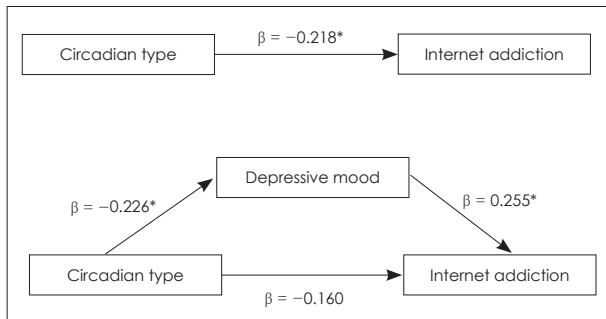 β = −0.218*
Circadian type
Internet addiction
Depressive mood
β = −0.226*
β = 0.255*
Circadian type
Internet addiction
β = −0.160